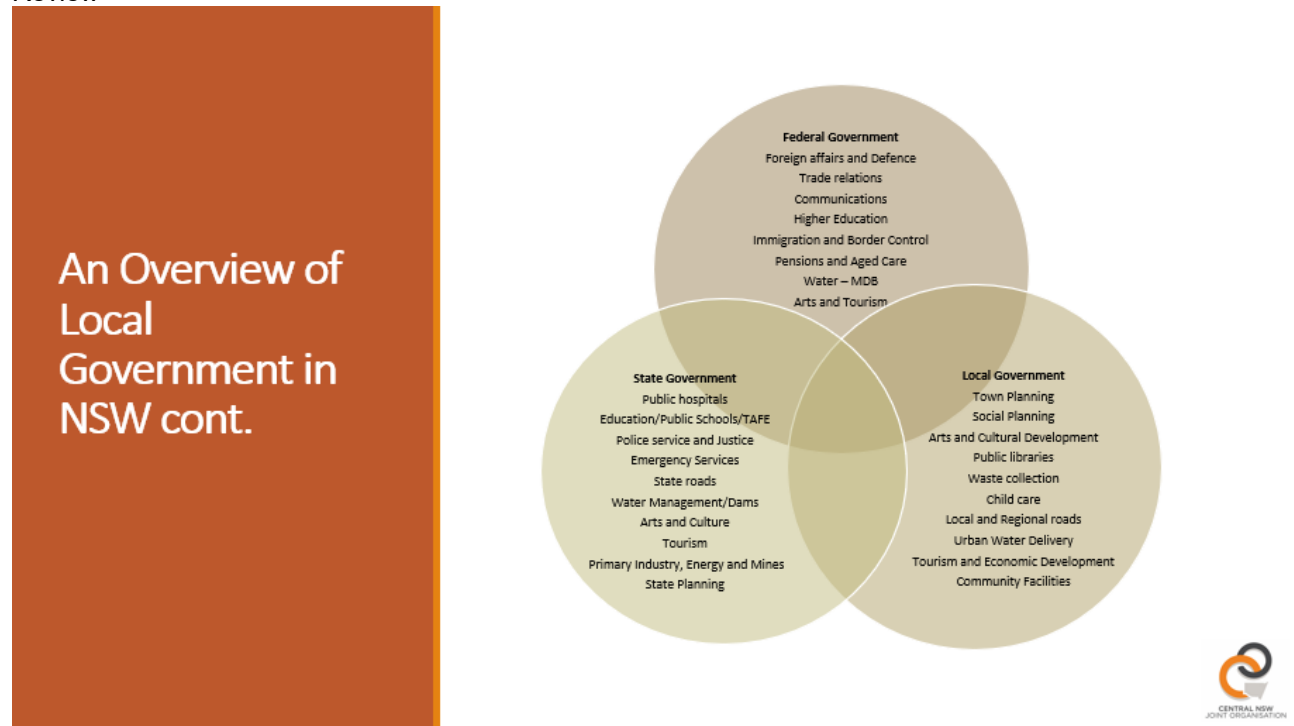 An Overview of
Local
Government in
NSW cont.
Federal Government
Foreign affairs and Defence
Trade relations
Communications
Higher Education
Immigration and Border Control
Pensions and Aged Care
Water – MDB
Arts and Tourism
State Government
Public hospitals
Education/Public Schools/TAFE
Police service and Justice
Emergency Services
State roads
Water Management/Dams
Arts and Culture
Tourism
Primary Industry, Energy and Mines
State Planning
Local Government
Town Planning
Social Planning
Arts and Cultural Development
Public libraries
Waste collection
Child care
Local and Regional roads
Urban Water Delivery
Tourism and Economic Development
Community Facilities
CENTRAL NSW
JOINT ORGANISATION